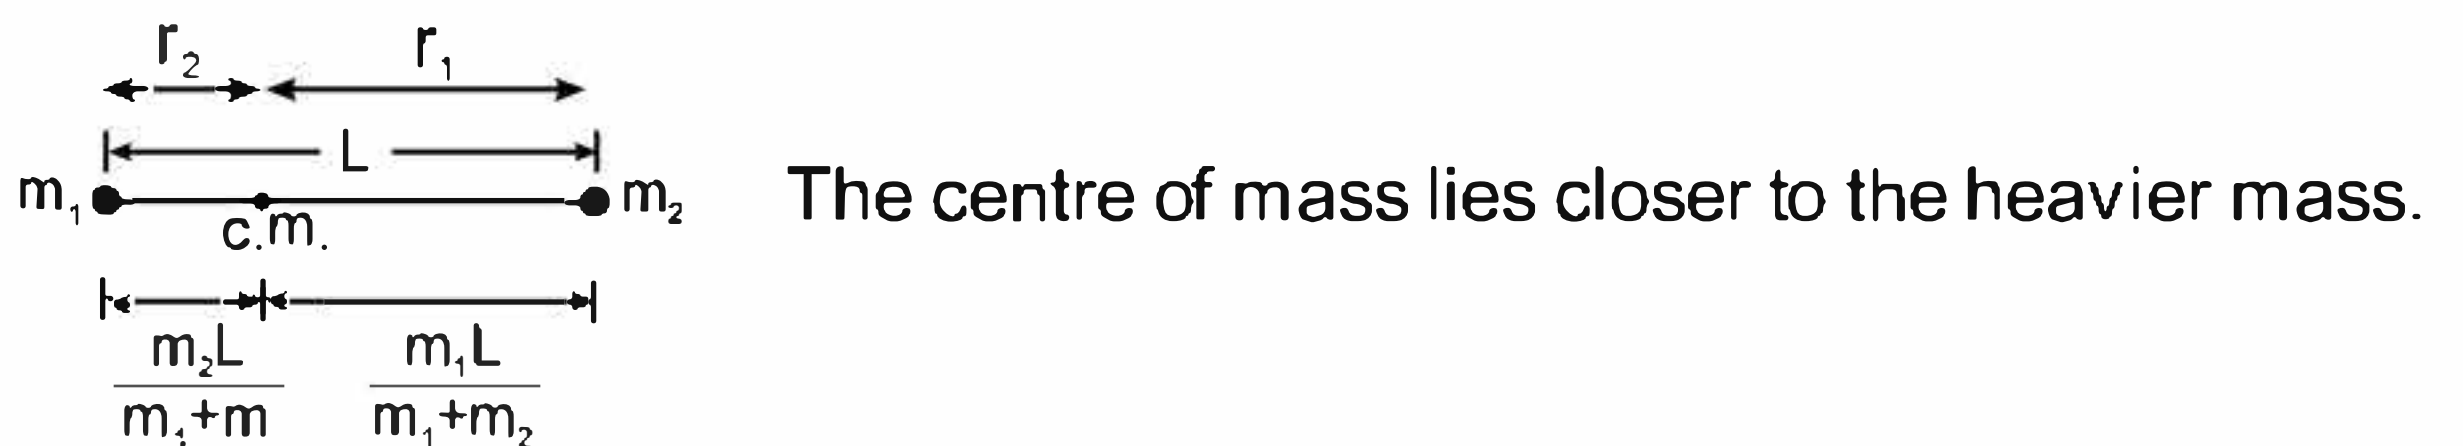 r₂ r₁
L
m₁ m₂
c.m.
The centre of mass lies closer to the heavier mass.
m₂L m₁L
m₁+m m₁+m₂